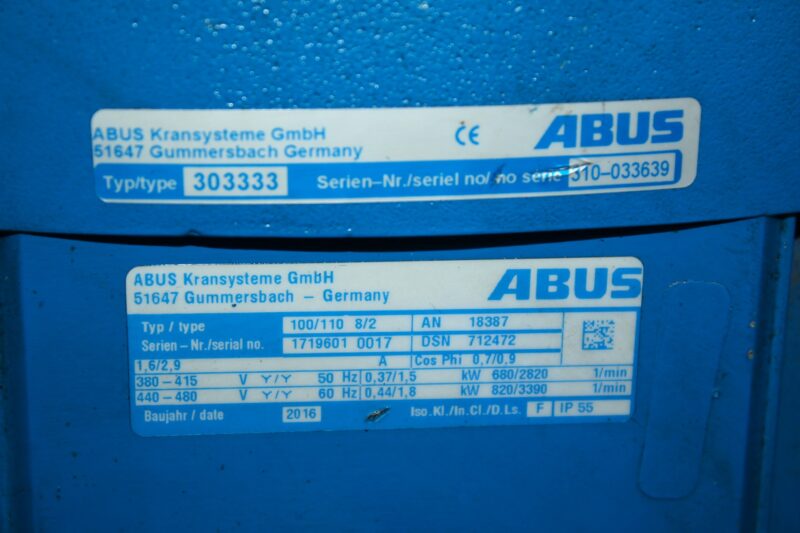 ABUS Kransysteme GmbH
51647 Gummersbach Germany
CE
ABUS
Typ/type 303333 Serien-Nr./seriel no/no serie 310-033639
ABUS Kransysteme GmbH
51647 Gummersbach - Germany
ABUS
Typ / type 100/110 8/2 AN 18387
Serien-Nr./serial no. 1719601 0017 DSN 712472
1,6/2,9 A Cos Phi 0,7/0,9
380-415 V Y/Y 50 Hz 0,37/1,5 kW 680/2820 1/min
440-480 V Y/Y 60 Hz 0,44/1,8 kW 820/3390 1/min
Baujahr / date 2016 Iso.Kl./In.Cl./D.Ls. F IP 55